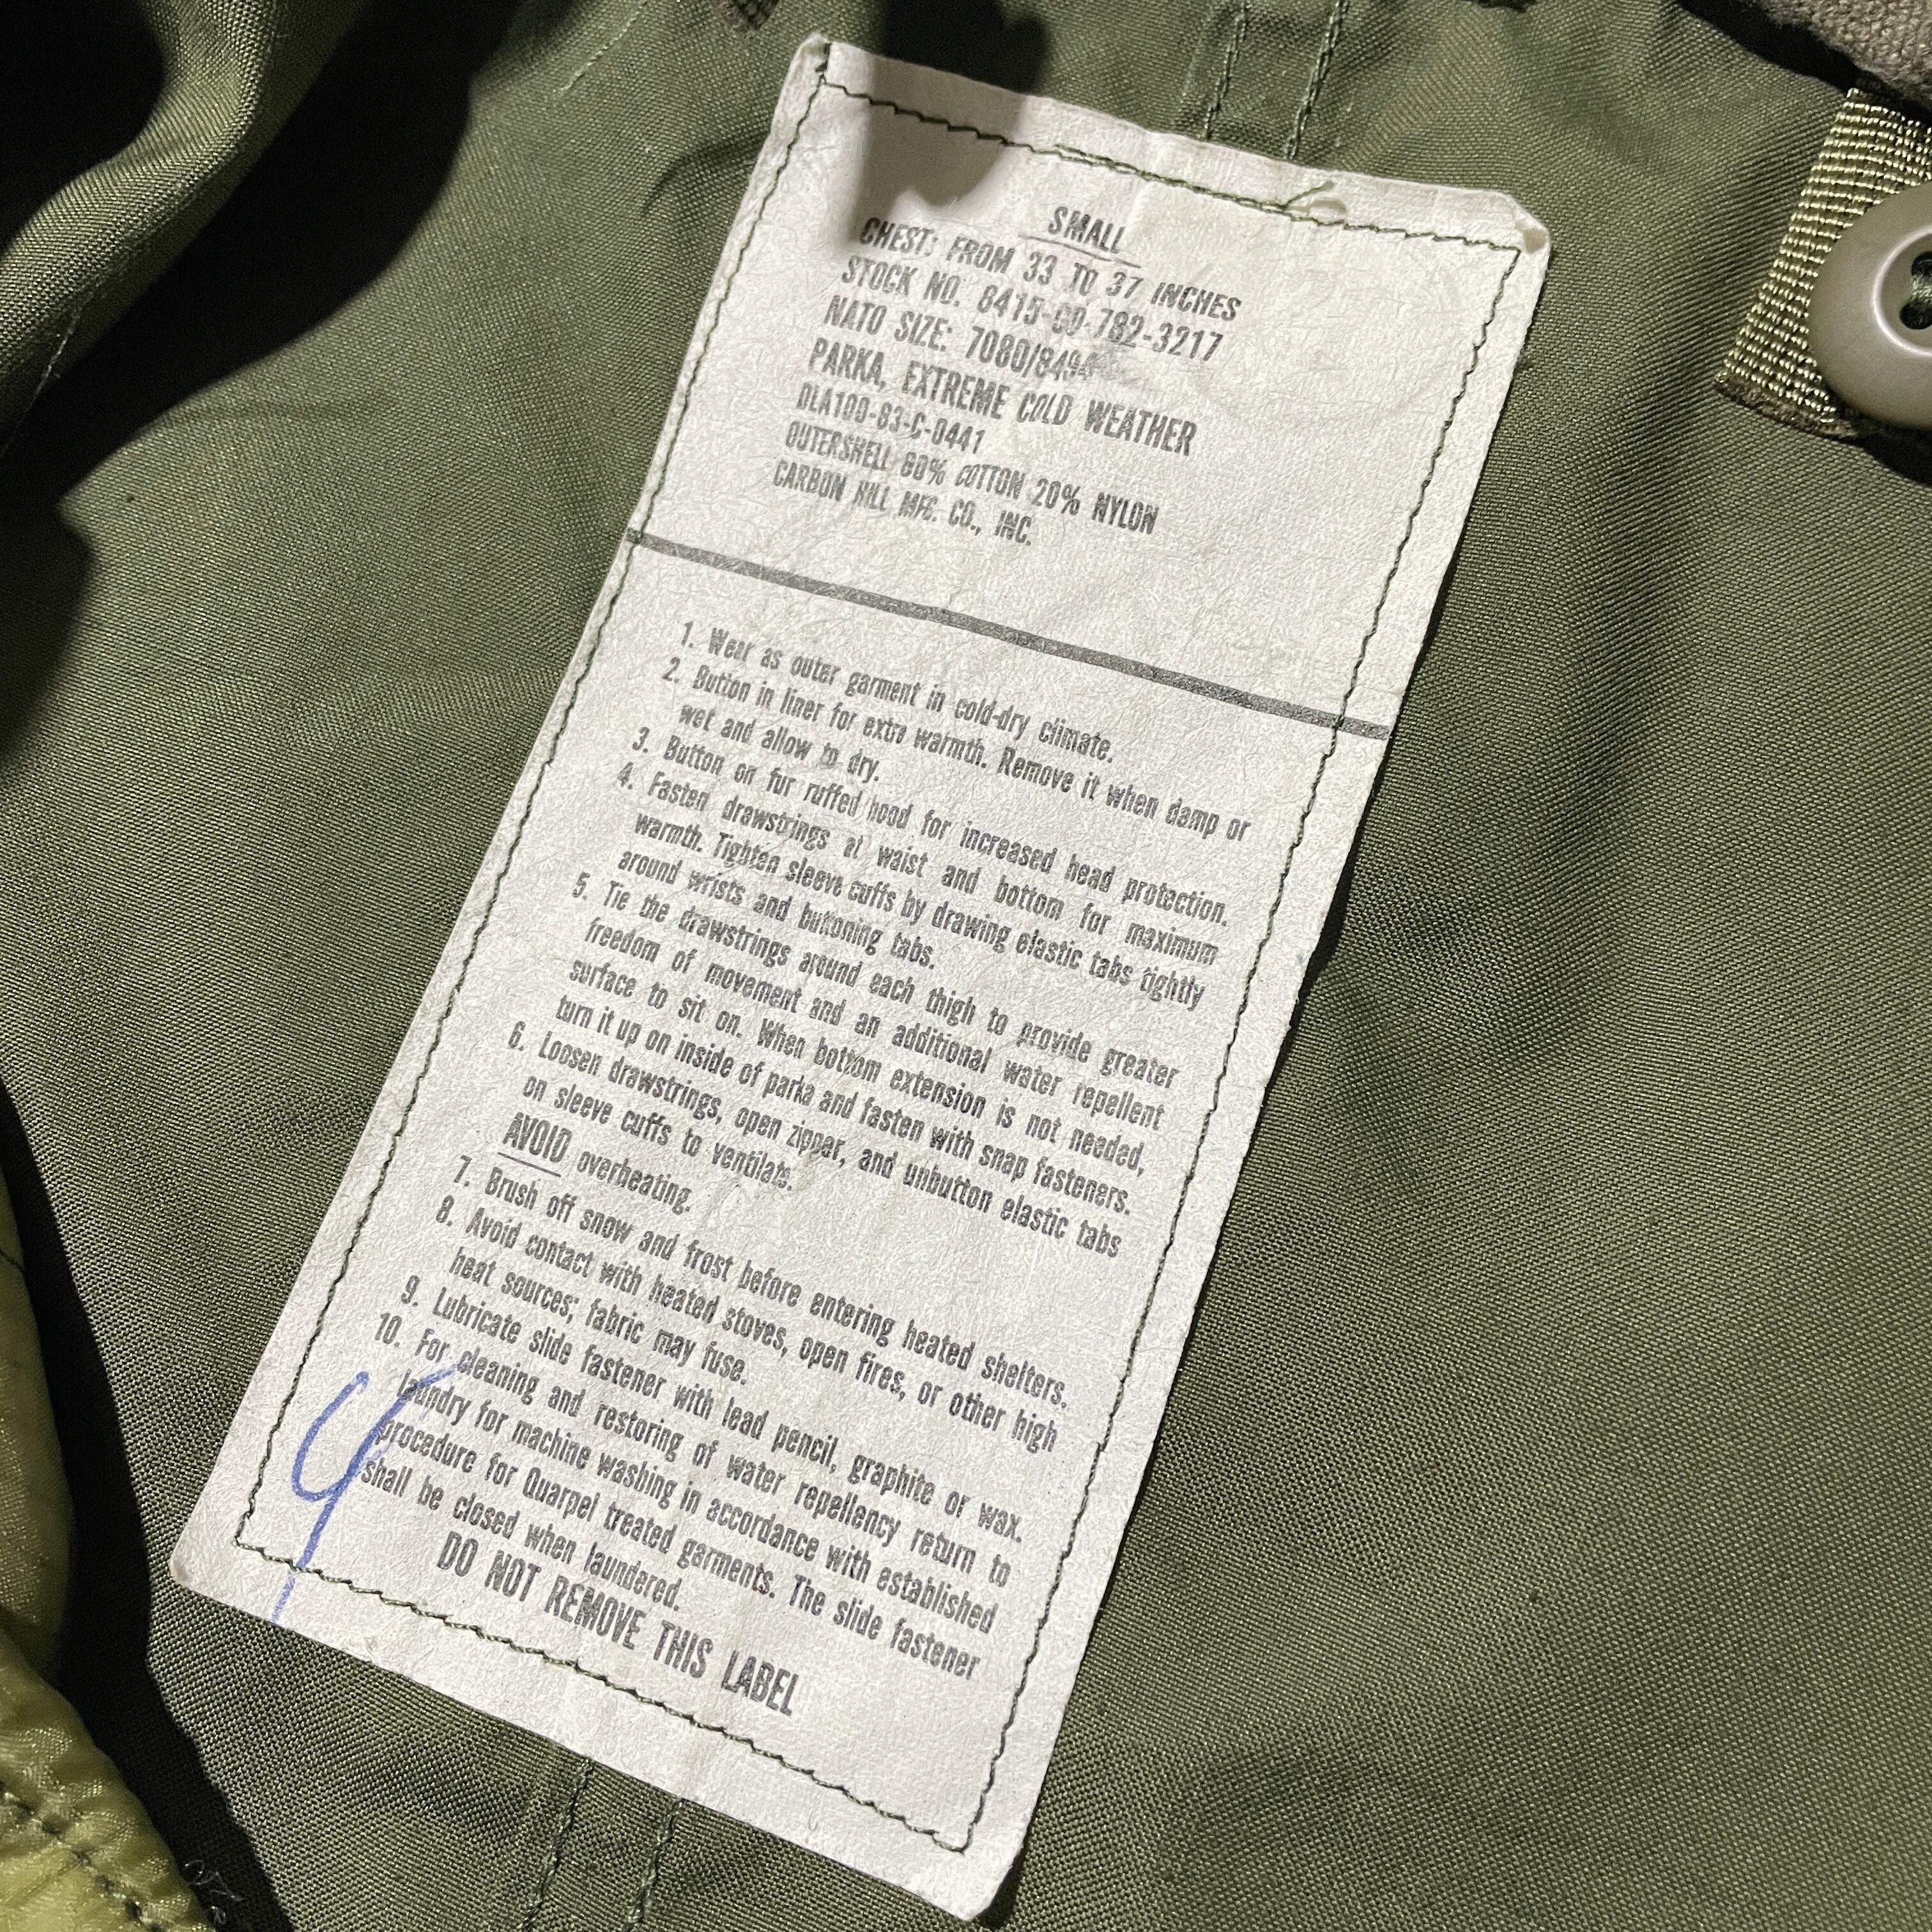 SMALL
CHEST: FROM 33 TO 37 INCHES
STOCK NO. 8415-00-782-3217
NATO SIZE: 7080/8494
PARKA, EXTREME COLD WEATHER
DLA100-83-C-0441
OUTERSHELL 80% COTTON 20% NYLON
CARBON HILL MFG. CO., INC.
1. Wear as outer garment in cold-dry climate.
2. Button in liner for extra warmth. Remove it when damp or
wet and allow to dry.
3. Button on fur ruffed hood for increased head protection.
4. Fasten drawstrings at waist and bottom for maximum
warmth. Tighten sleeve cuffs by drawing elastic tabs tightly
around wrists and buttoning tabs.
5. Tie the drawstrings around each thigh to provide greater
freedom of movement and an additional water repellent
surface to sit on. When bottom extension is not needed,
turn it up on inside of parka and fasten with snap fasteners.
6. Loosen drawstrings, open zipper, and unbutton elastic tabs
on sleeve cuffs to ventilate.
AVOID overheating.
7. Brush off snow and frost before entering heated shelters.
8. Avoid contact with heated stoves, open fires, or other high
heat sources; fabric may fuse.
9. Lubricate slide fastener with lead pencil, graphite or wax.
10. For cleaning and restoring of water repellency return to
laundry for machine washing in accordance with established
procedure for Quarpel treated garments. The slide fastener
shall be closed when laundered.
DO NOT REMOVE THIS LABEL